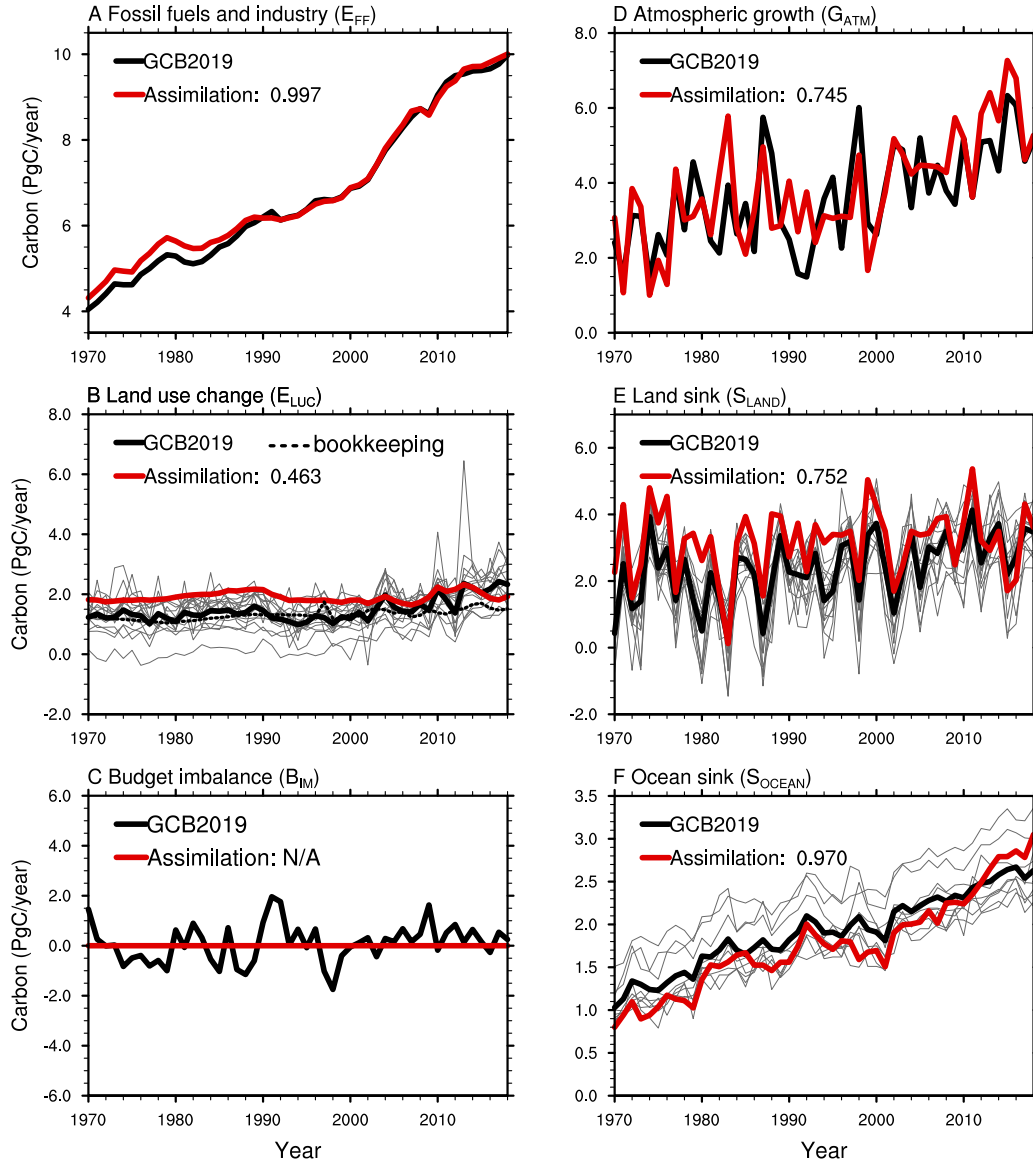 A Fossil fuels and industry (EFF)
GCB2019
Assimilation: 0.997
10
8
6
4
Carbon (PgC/year)
1970 1980 1990 2000 2010
D Atmospheric growth (GATM)
GCB2019
Assimilation: 0.745
8.0
6.0
4.0
2.0
0.0
1970 1980 1990 2000 2010
B Land use change (ELUC)
GCB2019 bookkeeping
Assimilation: 0.463
8.0
6.0
4.0
2.0
0.0
-2.0
Carbon (PgC/year)
1970 1980 1990 2000 2010
E Land sink (SLAND)
GCB2019
Assimilation: 0.752
6.0
4.0
2.0
0.0
-2.0
1970 1980 1990 2000 2010
C Budget imbalance (BIM)
GCB2019
Assimilation: N/A
6.0
4.0
2.0
0.0
-2.0
-4.0
-6.0
Carbon (PgC/year)
1970 1980 1990 2000 2010
Year
F Ocean sink (SOCEAN)
GCB2019
Assimilation: 0.970
3.5
3.0
2.5
2.0
1.5
1.0
0.5
0.0
1970 1980 1990 2000 2010
Year